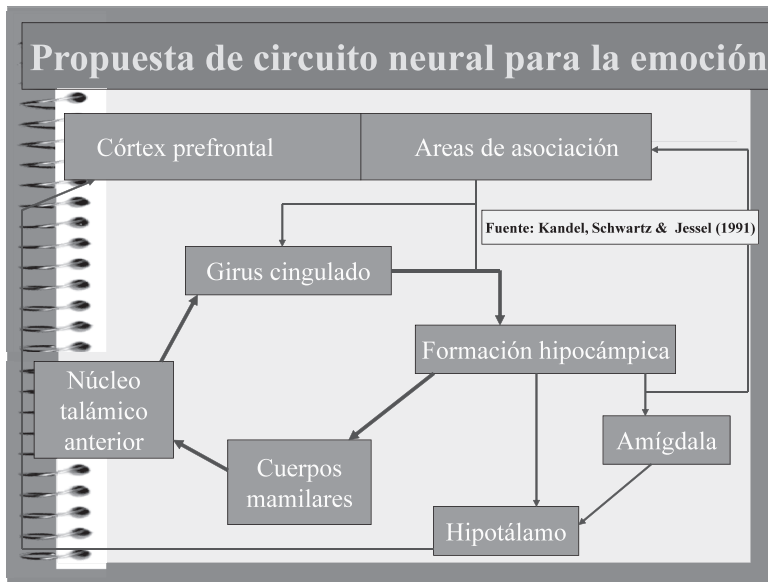 Propuesta de circuito neural para la emoción
Córtex prefrontal
Areas de asociación
Fuente: Kandel, Schwartz & Jessel (1991)
Girus cingulado
Formación hipocámpica
Núcleo
talámico
anterior
Amígdala
Cuerpos
mamilares
Hipotálamo